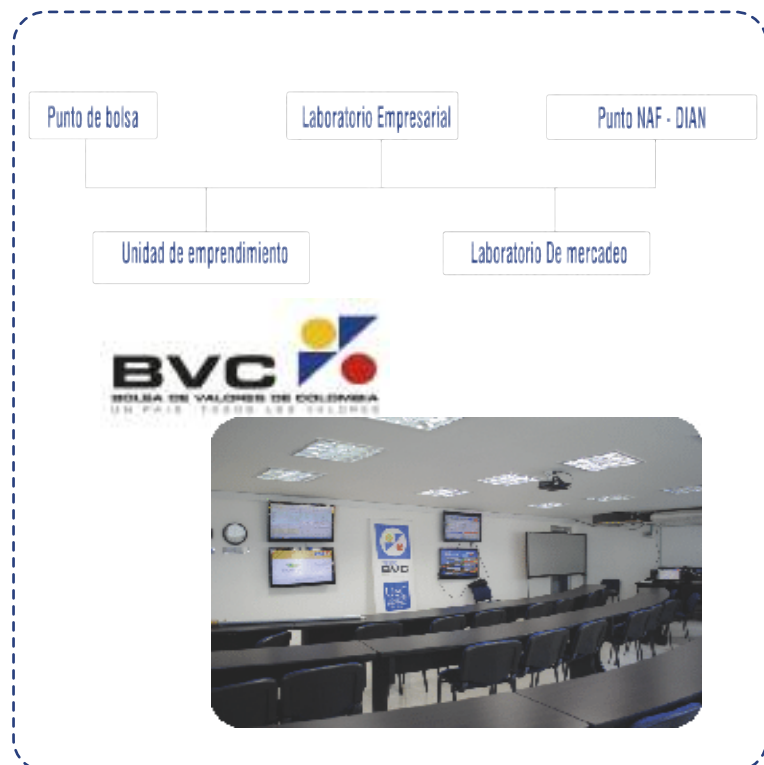 Punto de bolsa
Laboratorio Empresarial
Punto NAF - DIAN
Unidad de emprendimiento
Laboratorio De mercadeo
BVC
BOLSA DE VALORES DE COLOMBIA
UN PAIS TODOS LOS VALORES
BVC